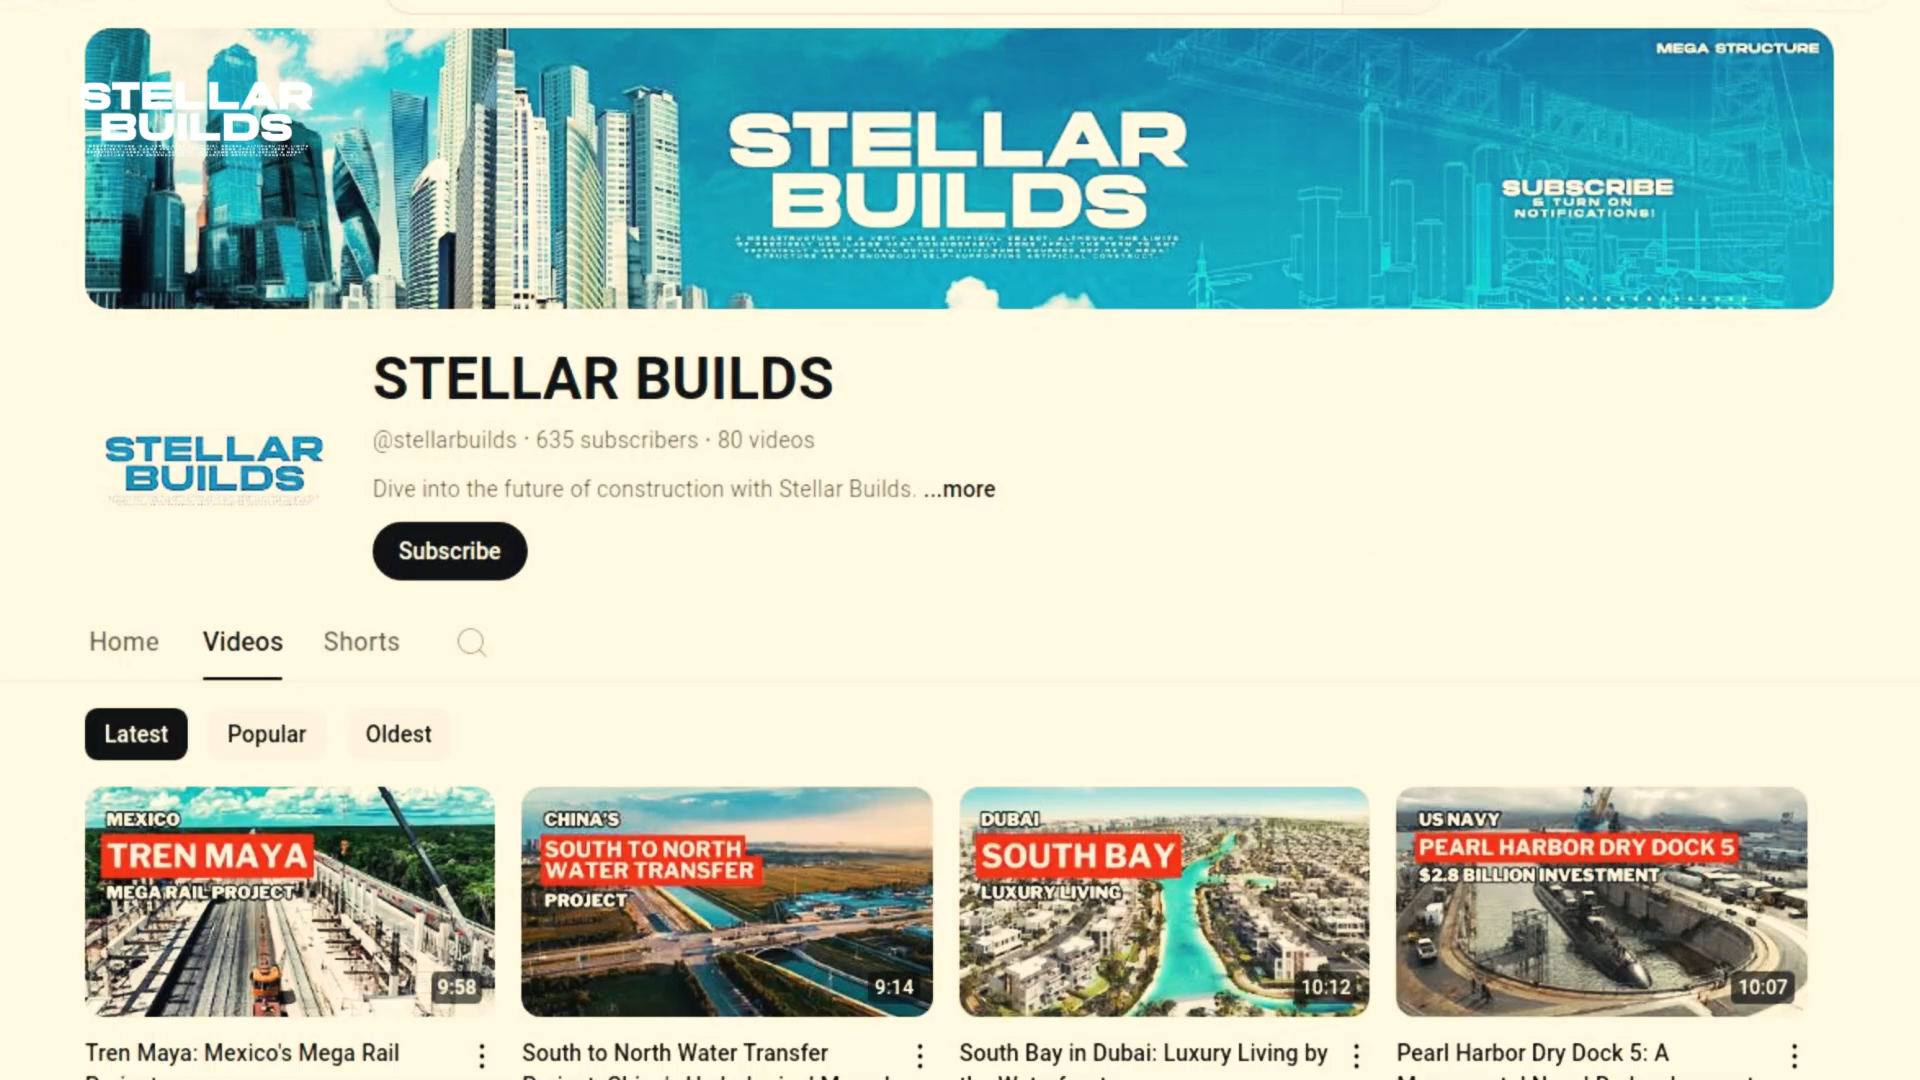 MEGA STRUCTURE
STELLAR
BUILDS
STELLAR
BUILDS
SUBSCRIBE
& TURN ON
NOTIFICATIONS!
STELLAR BUILDS
@stellarbuilds · 635 subscribers · 80 videos
STELLAR
BUILDS
Dive into the future of construction with Stellar Builds. ...more
Subscribe
Home Videos Shorts
Latest Popular Oldest
MEXICO
TREN MAYA
MEGA RAIL PROJECT
9:58
CHINA'S
SOUTH TO NORTH
WATER TRANSFER
PROJECT
9:14
DUBAI
SOUTH BAY
LUXURY LIVING
10:12
US NAVY
PEARL HARBOR DRY DOCK 5
$2.8 BILLION INVESTMENT
10:07
Tren Maya: Mexico's Mega Rail
South to North Water Transfer
South Bay in Dubai: Luxury Living by
Pearl Harbor Dry Dock 5: A